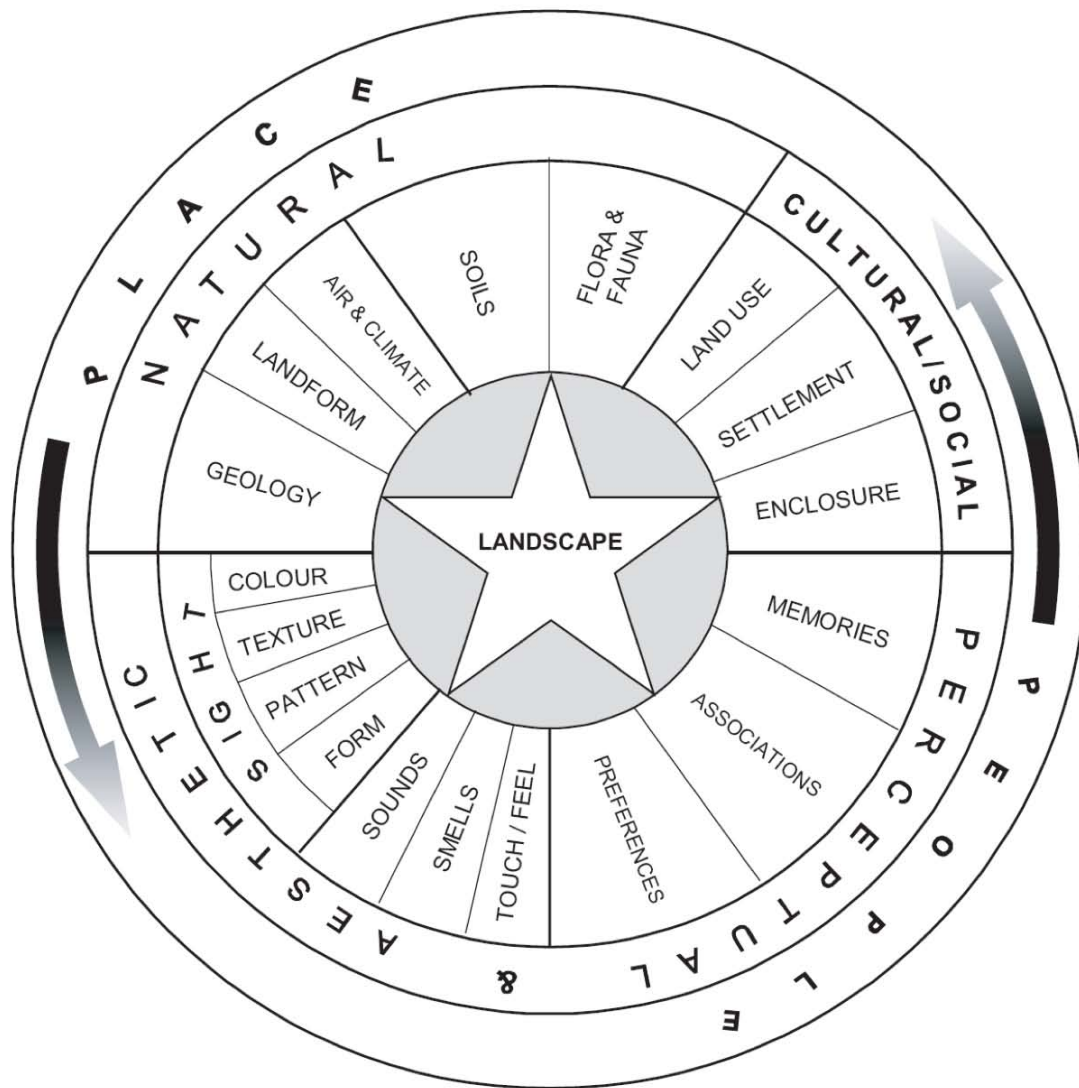 PLACE
NATURAL
GEOLOGY
LANDFORM
AIR & CLIMATE
SOILS
FLORA &
FAUNA
CULTURAL/SOCIAL
LAND USE
SETTLEMENT
ENCLOSURE
LANDSCAPE
PEOPLE
PERCEPTUAL & AESTHETIC
MEMORIES
ASSOCIATIONS
PREFERENCES
TOUCH / FEEL
SMELLS
SOUNDS
SIGHT
FORM
PATTERN
TEXTURE
COLOUR